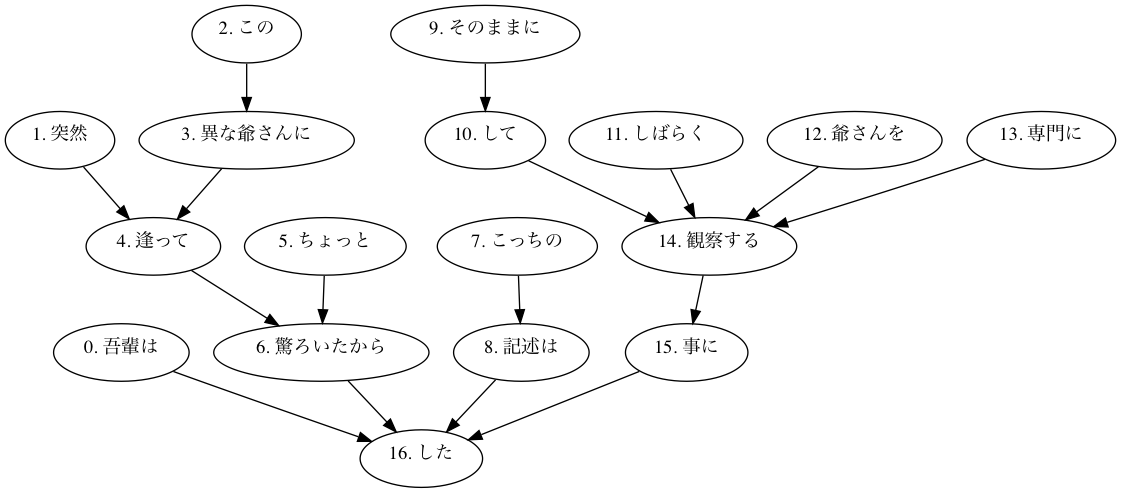 2. この
9. そのままに
1. 突然
3. 異な爺さんに
10. して
11. しばらく
12. 爺さんを
13. 専門に
4. 逢って
5. ちょっと
7. こっちの
14. 観察する
0. 吾輩は
6. 驚ろいたから
8. 記述は
15. 事に
16. した